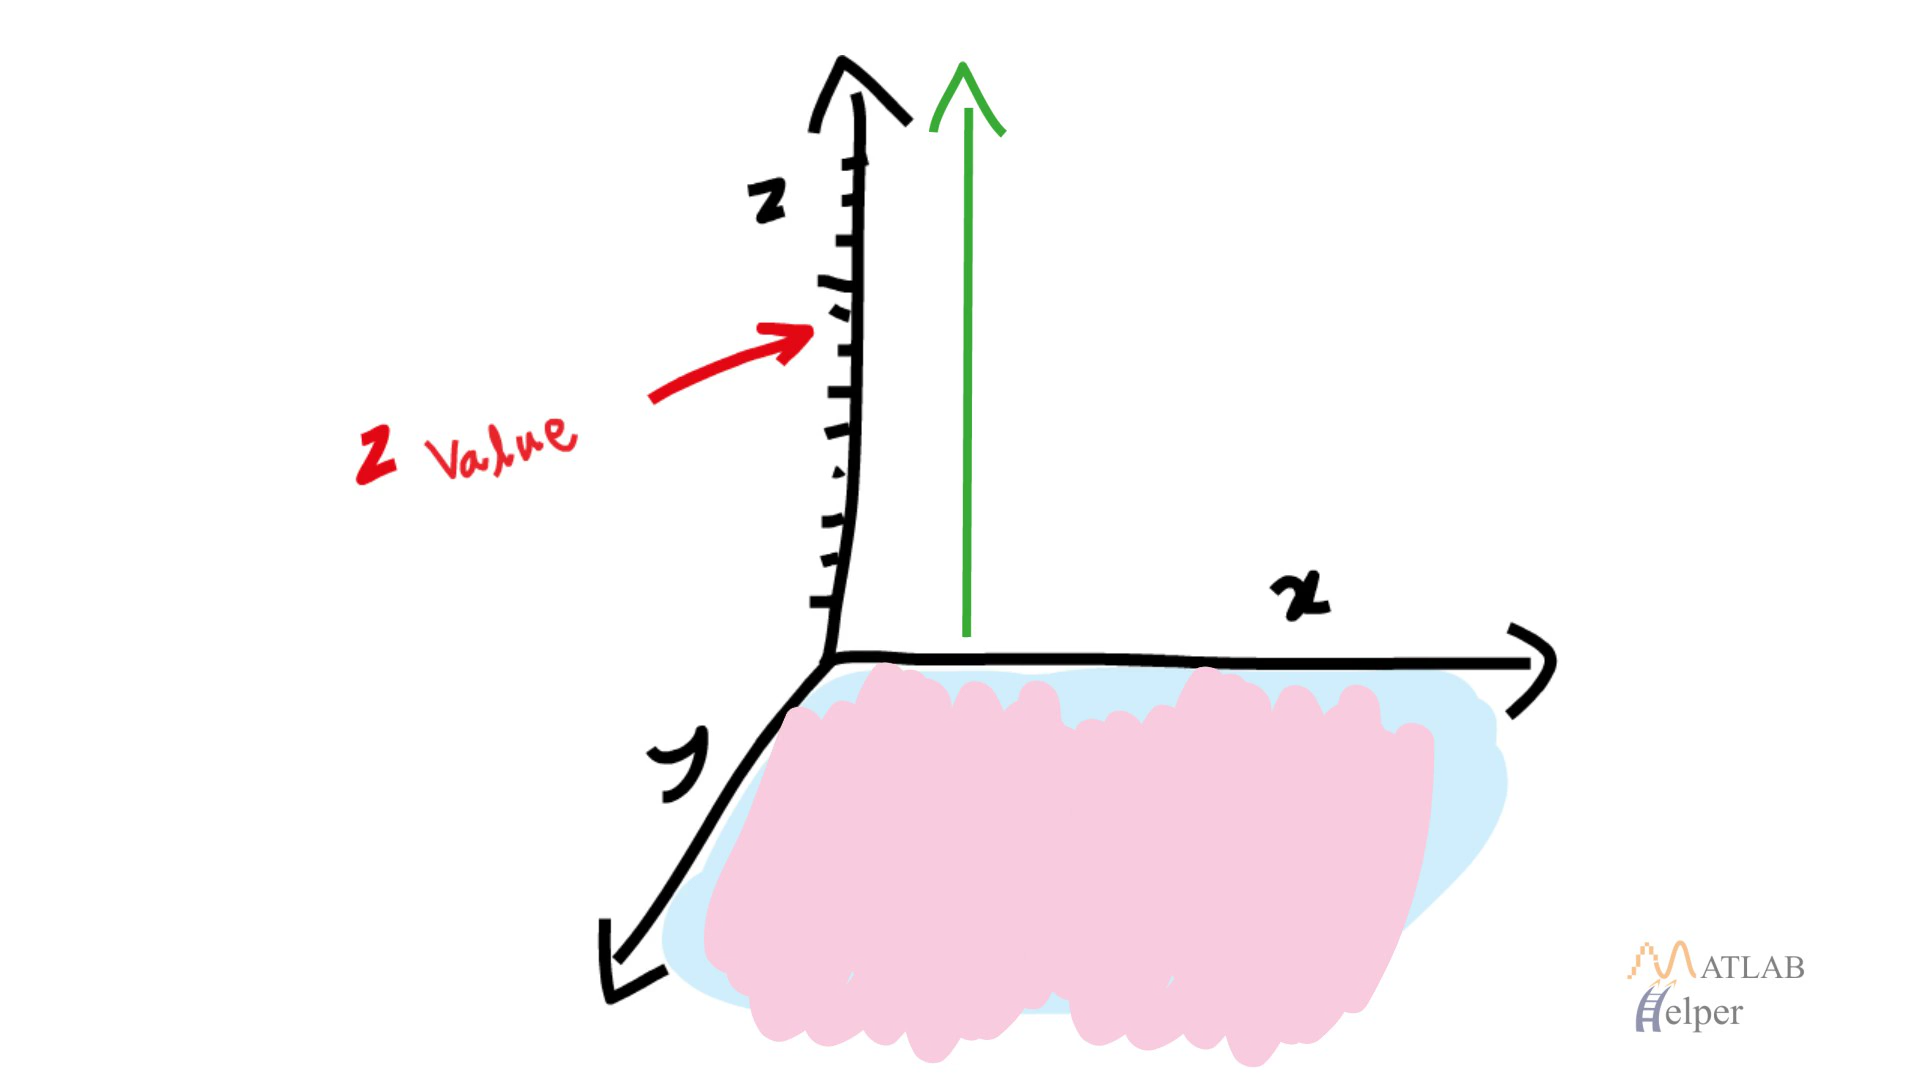 z
z value
x
y
MATLAB
Helper